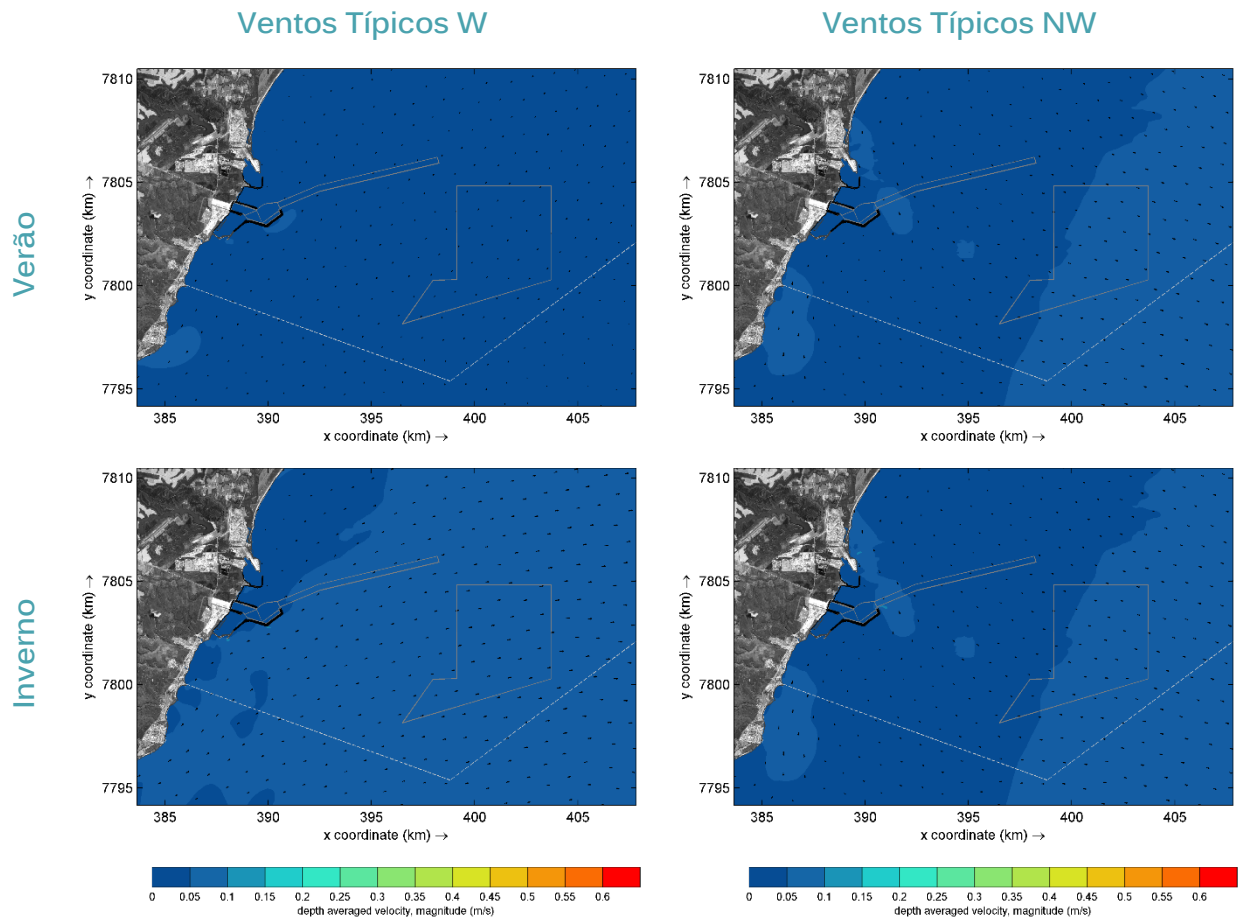 Ventos Típicos W
Ventos Típicos NW
Verão
7810
7805
7800
7795
y coordinate (km) →
385
390
395
400
405
x coordinate (km) →
7810
7805
7800
7795
y coordinate (km) →
385
390
395
400
405
x coordinate (km) →
Inverno
7810
7805
7800
7795
y coordinate (km) →
385
390
395
400
405
x coordinate (km) →
7810
7805
7800
7795
y coordinate (km) →
385
390
395
400
405
x coordinate (km) →
0 0.05 0.1 0.15 0.2 0.25 0.3 0.35 0.4 0.45 0.5 0.55 0.6
depth averaged velocity, magnitude (m/s)
0 0.05 0.1 0.15 0.2 0.25 0.3 0.35 0.4 0.45 0.5 0.55 0.6
depth averaged velocity, magnitude (m/s)